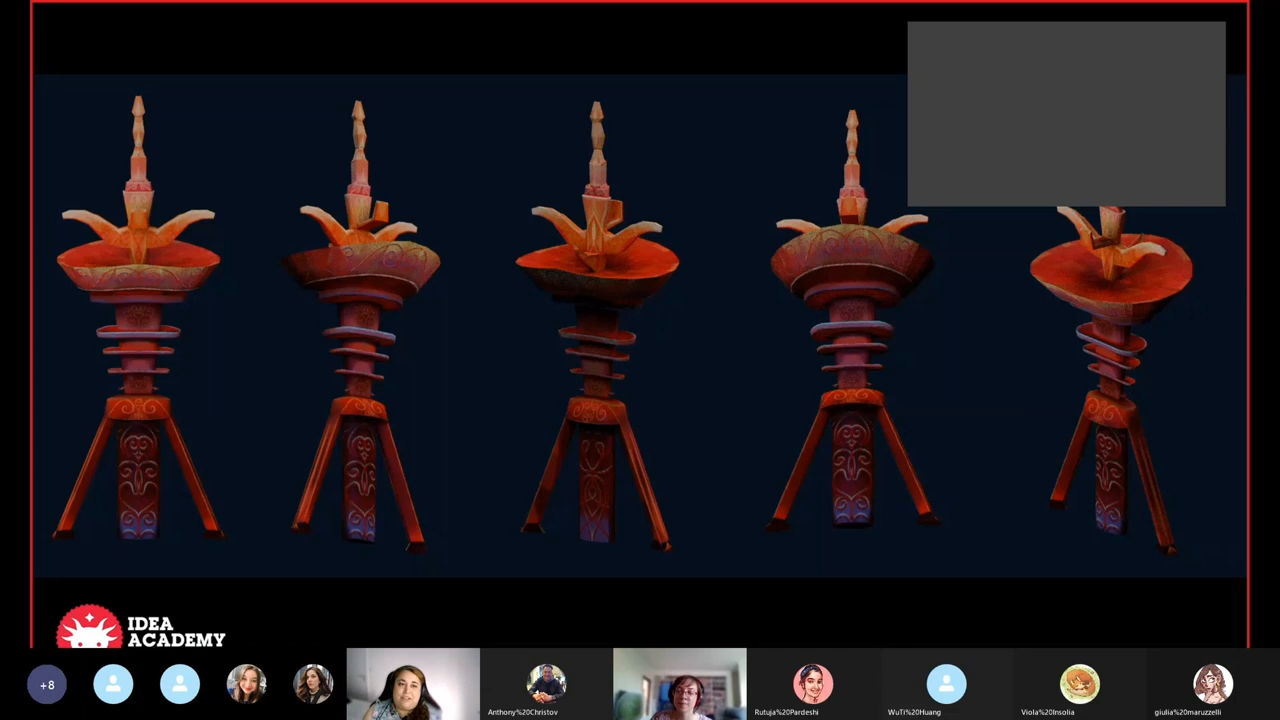 IDEA
ACADEMY
+8
Anthony%20Christov
Rutuja%20Pardeshi
WuTi%20Huang
Viola%20Insolia
giulia%20maruzzelli